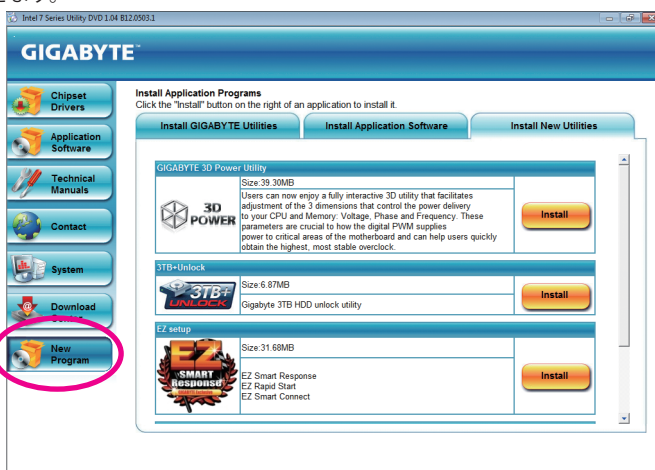 Intel 7 Series Utility DVD 1.04 B12.0503.1
GIGABYTE™
Chipset
Drivers
Application
Software
Technical
Manuals
Contact
System
Download
New
Program
Install Application Programs
Click the "Install" button on the right of an application to install it.
Install GIGABYTE Utilities
Install Application Software
Install New Utilities
GIGABYTE 3D Power Utility
3D
POWER
Size:39.30MB
Users can now enjoy a fully interactive 3D utility that facilitates
adjustment of the 3 dimensions that control the power delivery
to your CPU and Memory: Voltage, Phase and Frequency. These
parameters are crucial to how the digital PWM supplies
power to critical areas of the motherboard and can help users quickly
obtain the highest, most stable overclock.
Install
3TB+Unlock
3TB+
UNLOCK
Size:6.87MB
Gigabyte 3TB HDD unlock utility
Install
EZ setup
EZ
SMART
Response
Size:31.68MB
EZ Smart Response
EZ Rapid Start
EZ Smart Connect
Install